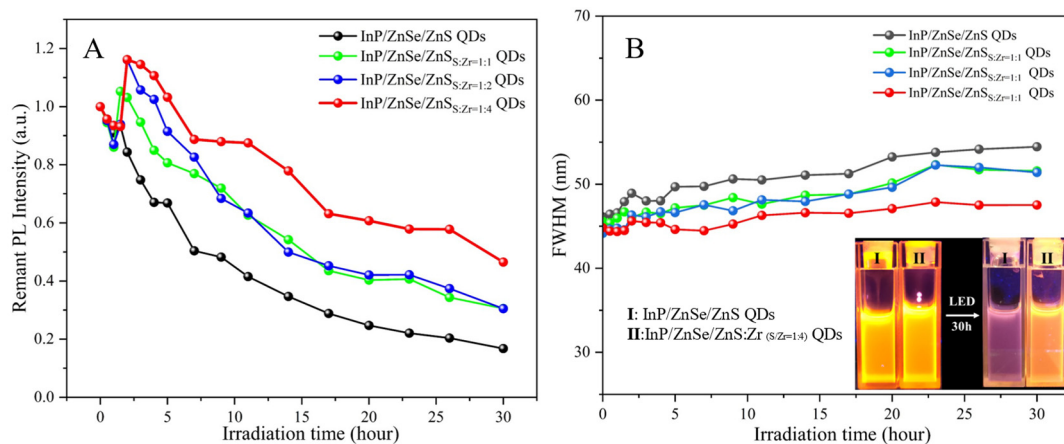 A
InP/ZnSe/ZnS QDs
InP/ZnSe/ZnS S:Zr=1:1 QDs
InP/ZnSe/ZnS S:Zr=1:2 QDs
InP/ZnSe/ZnS S:Zr=1:4 QDs
Remant PL Intensity (a.u.)
1.2
1.0
0.8
0.6
0.4
0.2
0.0
0 5 10 15 20 25 30
Irradiation time (hour)
B
InP/ZnSe/ZnS QDs
InP/ZnSe/ZnS S:Zr=1:1 QDs
InP/ZnSe/ZnS S:Zr=1:1 QDs
InP/ZnSe/ZnS S:Zr=1:1 QDs
FWHM (nm)
70
60
50
40
30
I II
LED
30h
I II
I: InP/ZnSe/ZnS QDs
II:InP/ZnSe/ZnS:Zr (S/Zr=1:4) QDs
0 5 10 15 20 25 30
Irradiation time (hour)